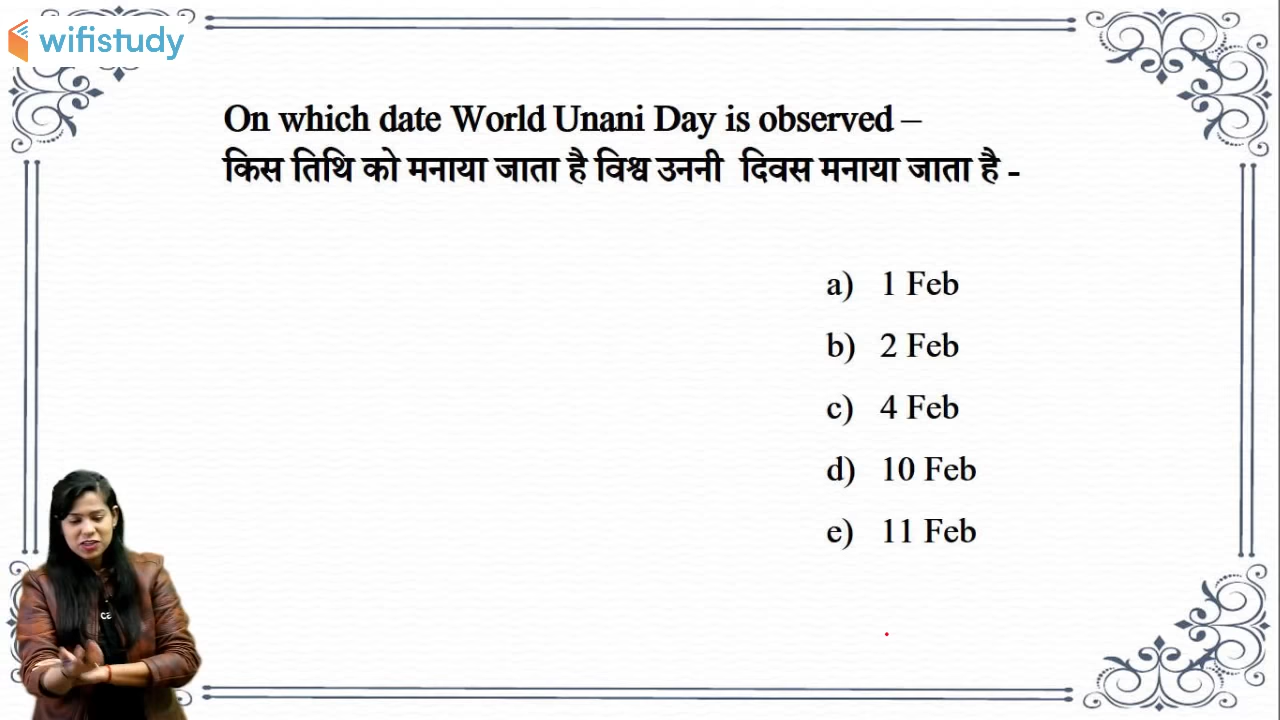 wifistudy
On which date World Unani Day is observed –
किस तिथि को मनाया जाता है विश्व उननी दिवस मनाया जाता है -
a) 1 Feb
b) 2 Feb
c) 4 Feb
d) 10 Feb
e) 11 Feb